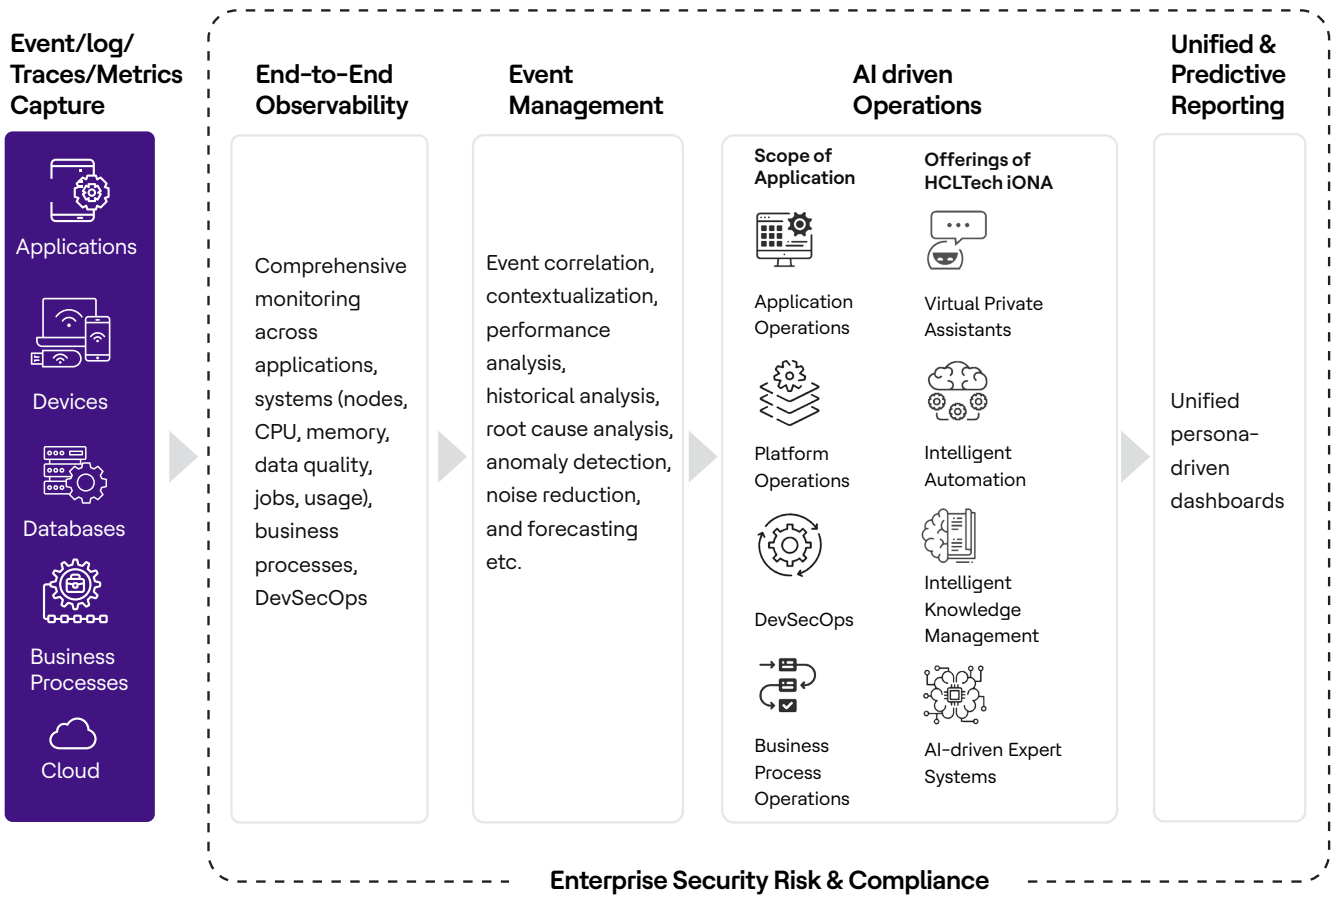 Event/log/
Traces/Metrics
Capture
Applications
Devices
Databases
Business
Processes
Cloud
End-to-End
Observability
Comprehensive
monitoring
across
applications,
systems (nodes,
CPU, memory,
data quality,
jobs, usage),
business
processes,
DevSecOps
Event
Management
Event correlation,
contextualization,
performance
analysis,
historical analysis,
root cause analysis,
anomaly detection,
noise reduction,
and forecasting
etc.
AI driven
Operations
Scope of
Application
Application
Operations
Platform
Operations
DevSecOps
Business
Process
Operations
Offerings of
HCLTech iONA
Virtual Private
Assistants
Intelligent
Automation
Intelligent
Knowledge
Management
AI-driven Expert
Systems
Unified &
Predictive
Reporting
Unified
persona-
driven
dashboards
Enterprise Security Risk & Compliance